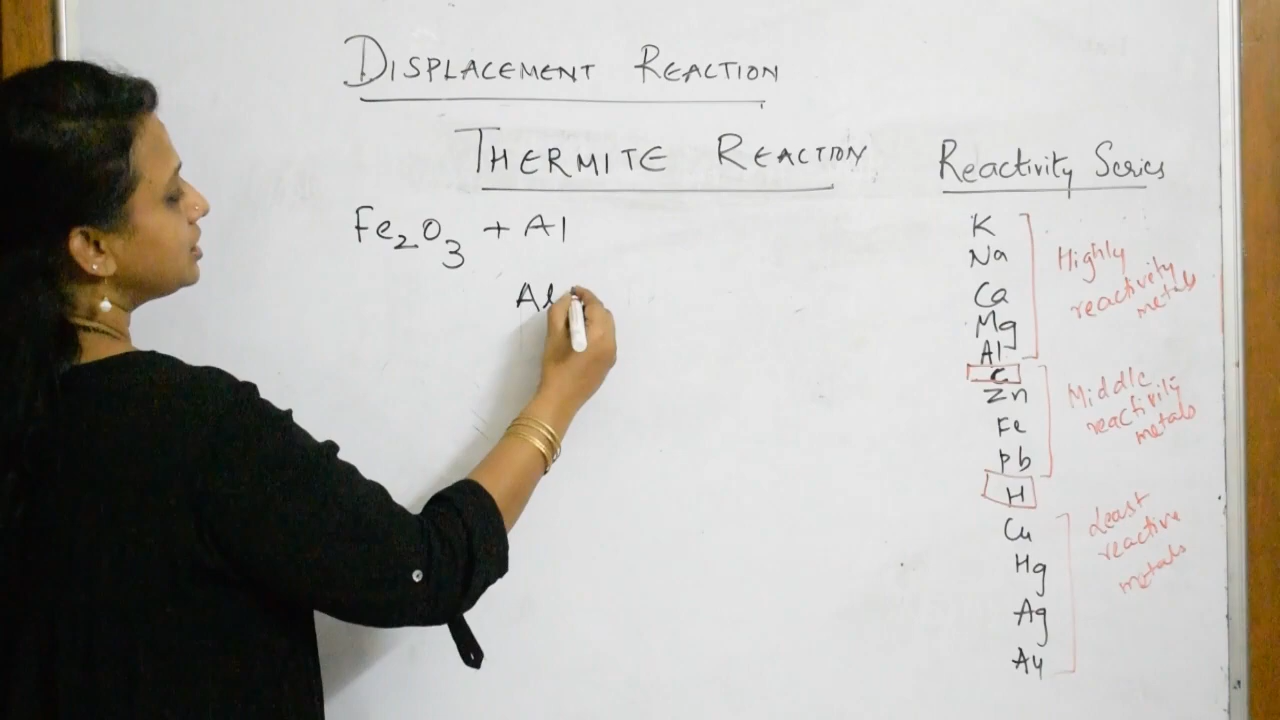 DISPLACEMENT REACTION
THERMITE REACTION
Fe₂O₃ + Al
Al
Reactivity Series
K
Na
Ca
Mg
Al
C
Zn
Fe
Pb
H
Cu
Hg
Ag
Au
Highly
reactivity
metals
Middle
reactivity
metals
Least
reactive
metals